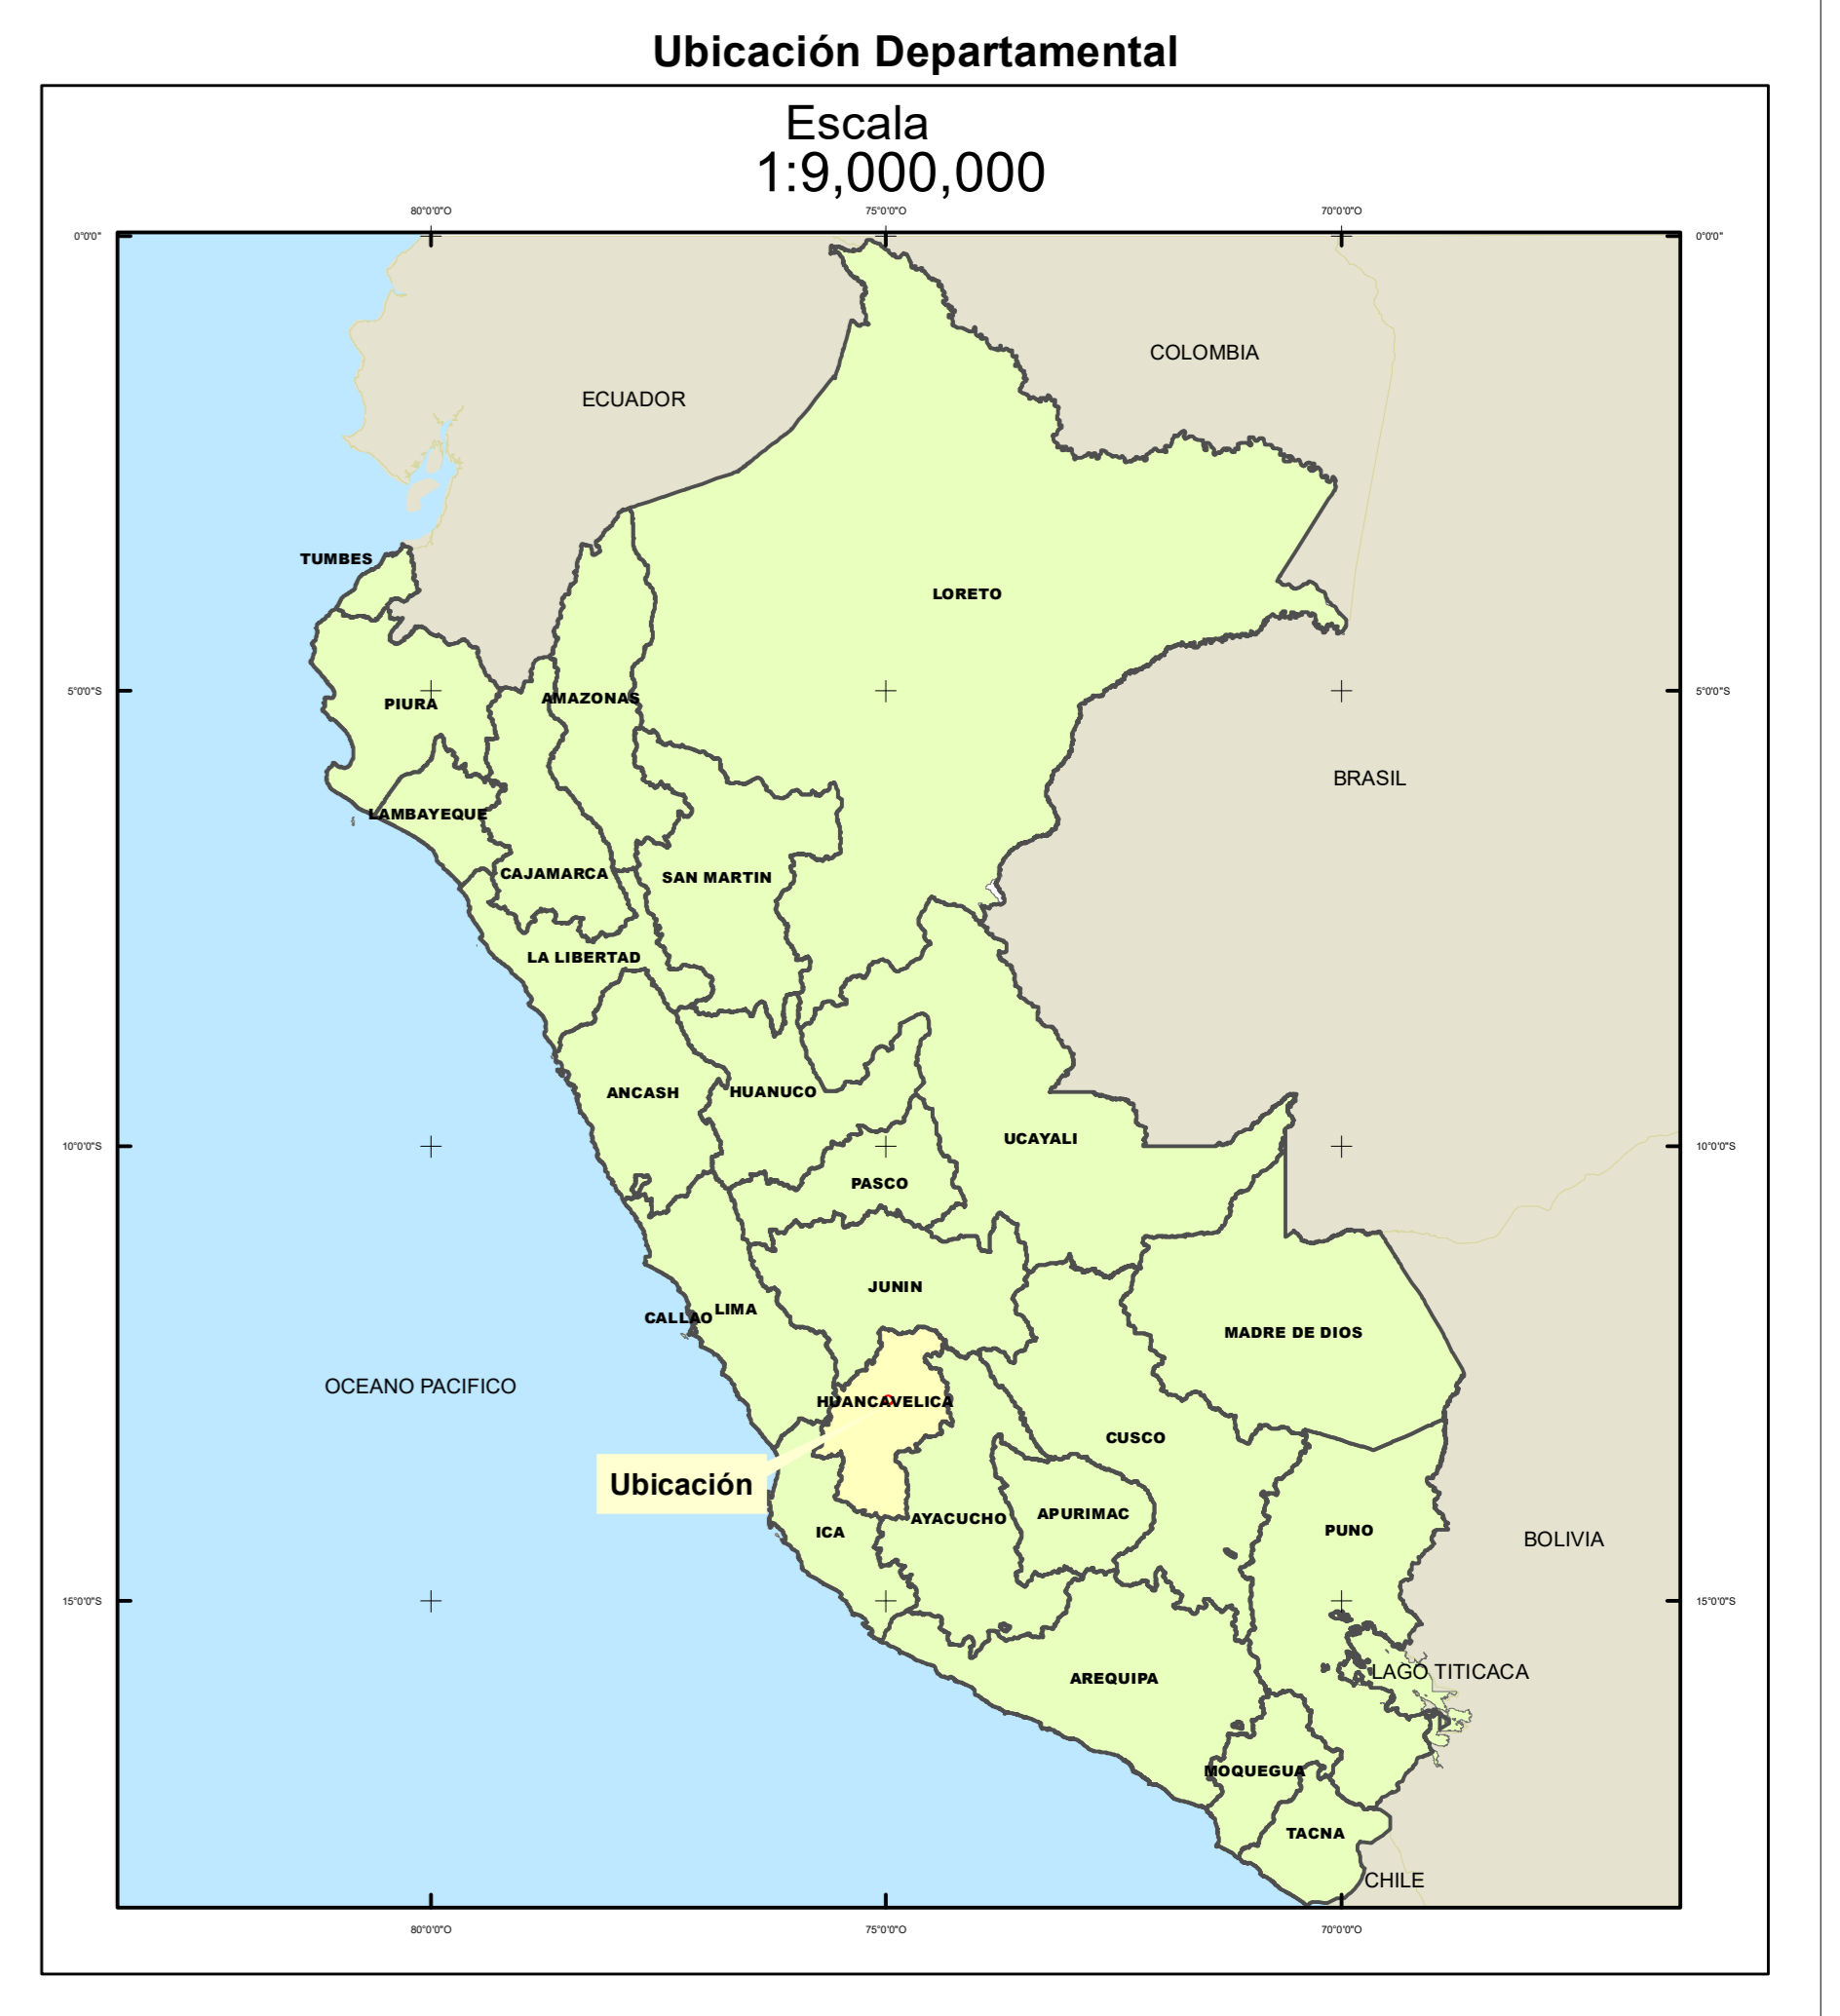 Ubicación Departamental
Escala
1:9,000,000
80°0'0"O
75°0'0"O
70°0'0"O
0°0'0"
0°0'0"
COLOMBIA
ECUADOR
TUMBES
LORETO
5°0'0"S
5°0'0"S
AMAZONAS
PIURA
BRASIL
LAMBAYEQUE
CAJAMARCA
SAN MARTIN
LA LIBERTAD
ANCASH
HUANUCO
UCAYALI
10°0'0"S
10°0'0"S
PASCO
JUNIN
LIMA
CALLAO
MADRE DE DIOS
OCEANO PACIFICO
HUANCAVELICA
CUSCO
Ubicación
APURIMAC
AYACUCHO
ICA
PUNO
BOLIVIA
15°0'0"S
15°0'0"S
LAGO TITICACA
AREQUIPA
MOQUEGUA
TACNA
CHILE
80°0'0"O
75°0'0"O
70°0'0"O